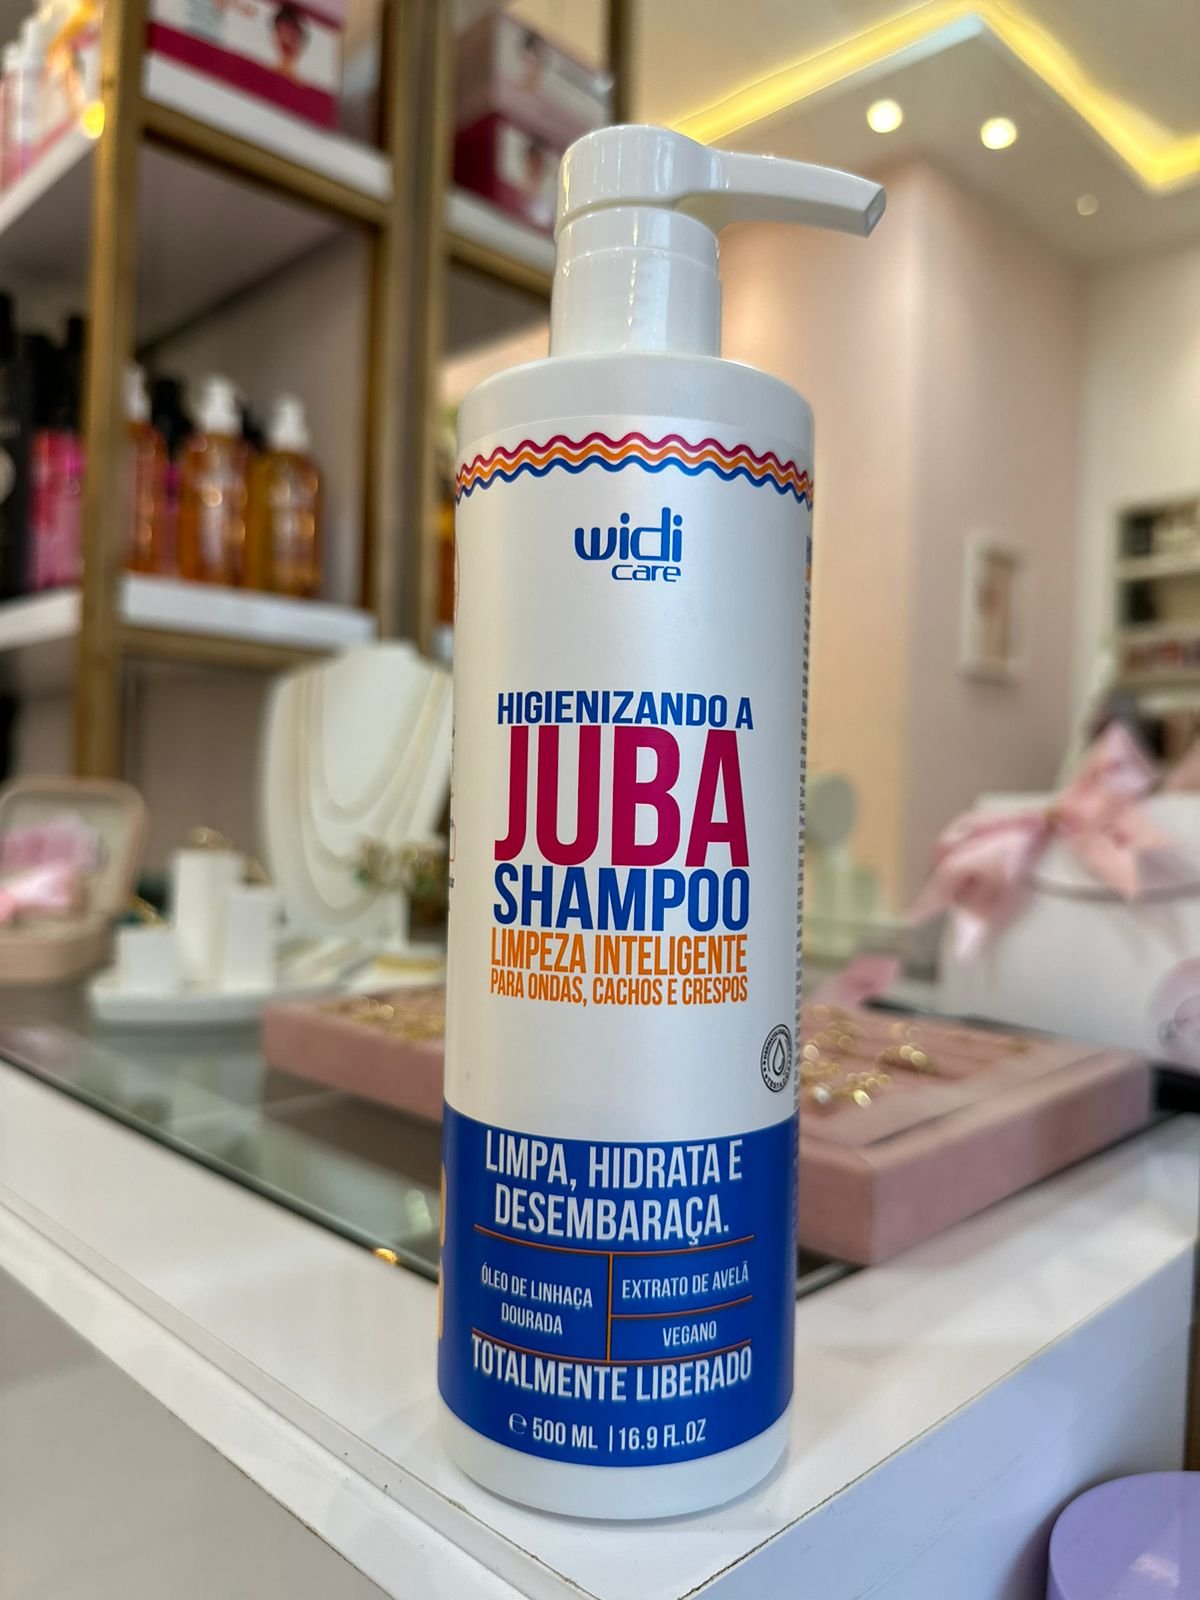 widi
care
HIGIENIZANDO A
JUBA
SHAMPOO
LIMPEZA INTELIGENTE
PARA ONDAS, CACHOS E CRESPOS
LIMPA, HIDRATA E
DESEMBARAÇA.
ÓLEO DE LINHAÇA
DOURADA
EXTRATO DE AVELÃ
VEGANO
TOTALMENTE LIBERADO
℮ 500 ML | 16.9 FL.OZ